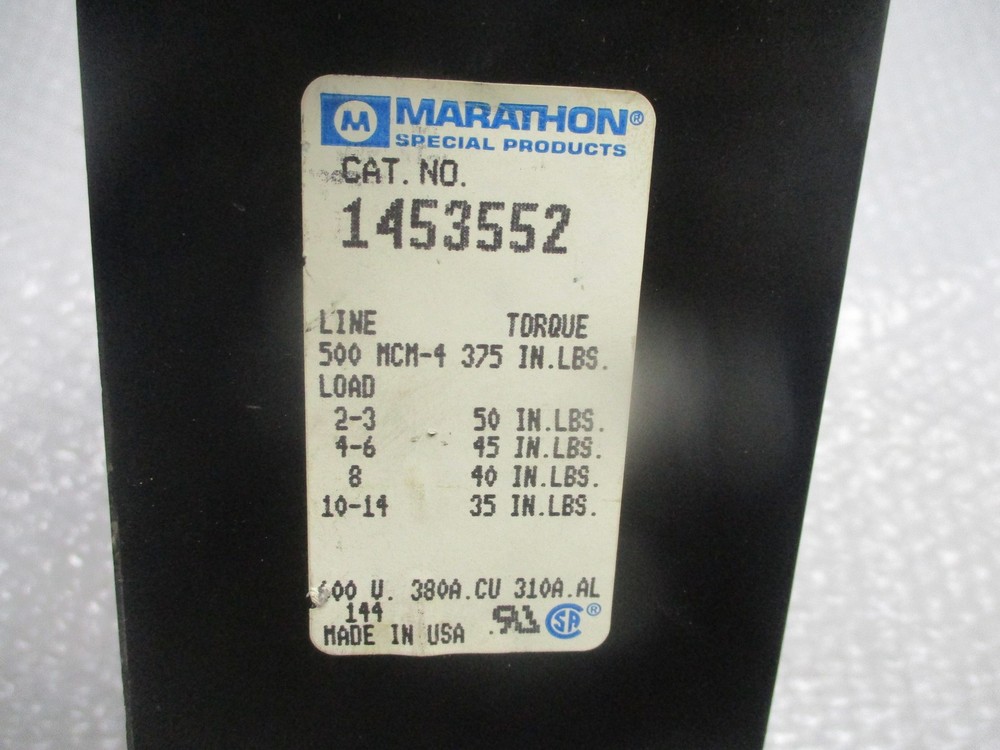 M MARATHON®
SPECIAL PRODUCTS
CAT. NO.
1453552
LINE TORQUE
500 MCM-4 375 IN.LBS.
LOAD
2-3 50 IN.LBS.
4-6 45 IN.LBS.
8 40 IN.LBS.
10-14 35 IN.LBS.
600 V. 380A.CU 310A.AL
144
MADE IN USA SA ®